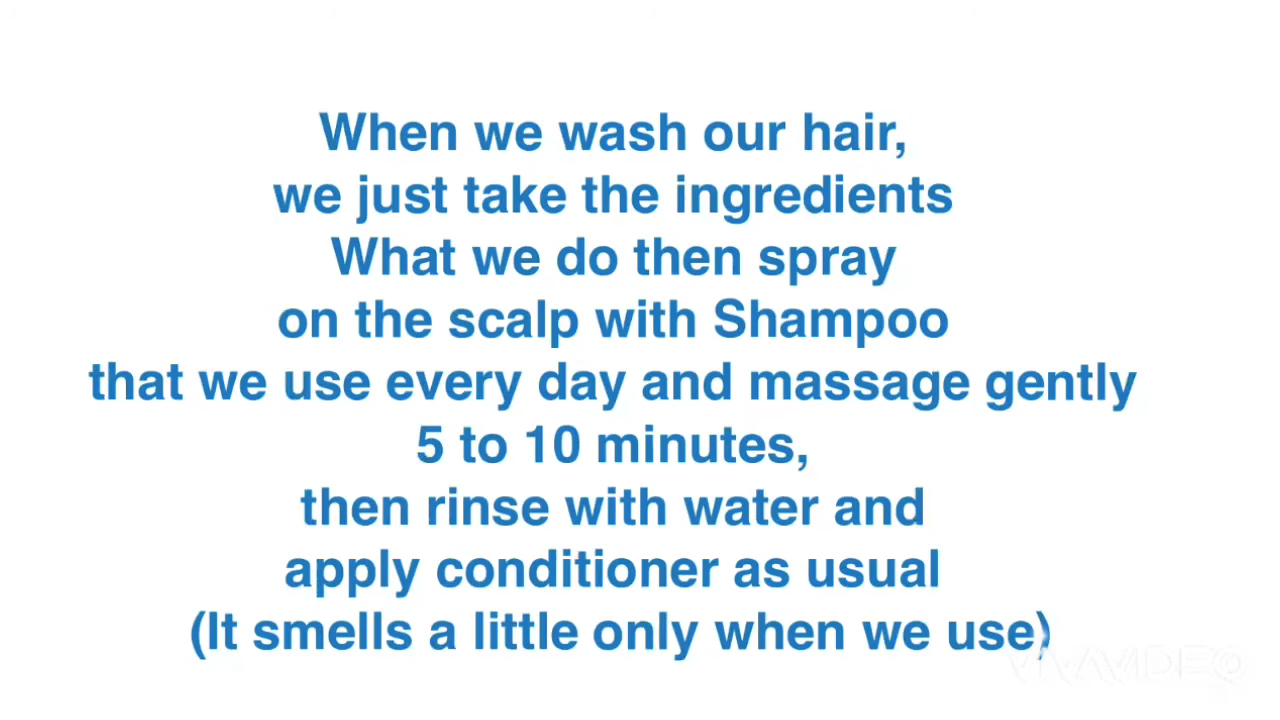 When we wash our hair,
we just take the ingredients
What we do then spray
on the scalp with Shampoo
that we use every day and massage gently
5 to 10 minutes,
then rinse with water and
apply conditioner as usual
(It smells a little only when we use)
VIVAVIDEO